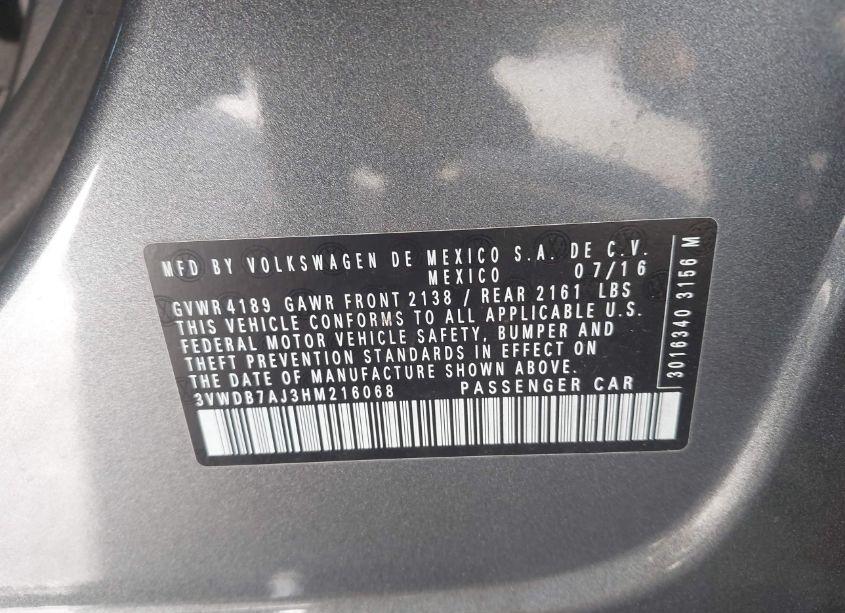 MFD BY VOLKSWAGEN DE MEXICO S.A. DE C.V.
MEXICO 07/16
GVWR 4189 GAWR FRONT 2138 / REAR 2161 LBS
THIS VEHICLE CONFORMS TO ALL APPLICABLE U.S.
FEDERAL MOTOR VEHICLE SAFETY, BUMPER AND
THEFT PREVENTION STANDARDS IN EFFECT ON
THE DATE OF MANUFACTURE SHOWN ABOVE.
3VWDB7AJ3HM216068 PASSENGER CAR
3016340 3156 M